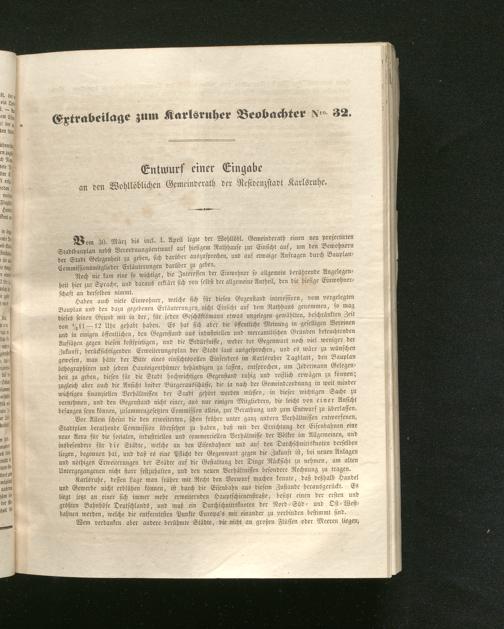 Extrabeilage zum Karlsruher Beobachter Nro. 32.
Entwurf einer Eingabe
an den Wohllöblichen Gemeinderath der Residenzstadt Karlsruhe.
Vom 30. März bis incl. 4. April legte der Wohllöbl. Gemeinderath einen neu projectirten
Stadtbauplan nebst Verordnungsentwurf auf hiesigem Rathhause zur Einsicht auf, um den Bewohnern
der Stadt Gelegenheit zu geben, sich darüber auszusprechen, und auf etwaige Anfragen durch Bauplan-
Commissionsmitglieder Erläuterungen darüber zu geben.
Noch nie kam eine so wichtige, die Interessen der Einwohner so allgemein berührende Angelegen-
heit hier zur Sprache, und daraus erklärt sich von selbst der allgemeine Antheil, den die hiesige Einwohner-
schaft an derselben nimmt.
Haben auch viele Einwohner, welche sich für diesen Gegenstand interessiren, vom vorgelegten
Bauplan und den dazu gegebenen Erläuterungen, nicht Einsicht auf dem Rathhaus genommen, so mag
dieses seinen Grund mit in der, für jeden Geschäftsmann etwas ungelegen gewählten, beschränkten Zeit
von 11—12 Uhr gehabt haben. Es hat sich aber die öffentliche Meinung in geselligen Vereinen
und in einigen öffentlichen, den Gegenstand aus industriellen und mercantilischen Gründen beleuchtenden
Aufsätzen gegen diesen festgesetzten, und die Bedürfnisse, weder der Gegenwart noch viel weniger der
Zukunft, berücksichtigenden Erweiterungsplan der Stadt laut ausgesprochen, und es wäre zu wünschen
gewesen, man hätte der Bitte eines einsichtsvollen Einsenders im Karlsruher Tagblatt, den Bauplan
lithographiren und jedem Hauseigenthümer behändigen zu lassen, entsprochen, um Jedermann Gelegen-
heit zu geben, diesen für die Stadt hochwichtigen Gegenstand ruhig und reiflich erwägen zu können;
zugleich aber auch die Ansicht beider Bürgerausschüsse, die ja nach der Gemeindeordnung in weit minder
wichtigen finanziellen Verhältnissen der Stadt gehört werden müssen, in dieser wichtigen Sache zu
vernehmen, und den Gegenstand nicht einer, aus nur einigen Mitgliedern, die leicht von einer Ansicht
befangen seyn können, zusammengesetzten Commission allein, zur Berathung und zum Entwurf zu überlassen.
Vor Allem scheint die den erweiterten, schon früher unter ganz andern Verhältnissen entworfenen,
Stadtplan berathende Commission übersehen zu haben, daß mit der Errichtung der Eisenbahnen eine
neue Aera für die socialen, industriellen und commerciellen Verhältnisse der Völker im Allgemeinen, und
insbesondere für die Städte, welche an den Eisenbahnen und auf den Durchschnittskreuzen derselben
liegen, begonnen hat, und daß es eine Pflicht der Gegenwart gegen die Zukunft ist, bei neuen Anlagen
und nöthigen Erweiterungen der Städte auf die Gestaltung der Dinge Rücksicht zu nehmen, am alten
Untergegangenen nicht fest zu halten, und den neuen Verhältnissen besondere Rechnung zu tragen.
Karlsruhe, dessen Lage man früher mit Recht den Vorwurf machen konnte, daß deßhalb Handel
und Gewerbe nicht erblühen können, ist durch die Eisenbahn aus diesem Zustande herausgerückt. Es
liegt jetzt an einer sich immer mehr erweiternden Hauptschienenstraße, besitzt einen der ersten und
größten Bahnhöfe Deutschlands, und muß ein Durchschnittskreuz der Nord-Süd- und Ost-West-
bahnen werden, welche die entferntesten Punkte Europa's mit einander zu verbinden bestimmt sind.
Wem verdanken aber andere berühmte Städte, die nicht an großen Flüssen oder Meeren liegen,